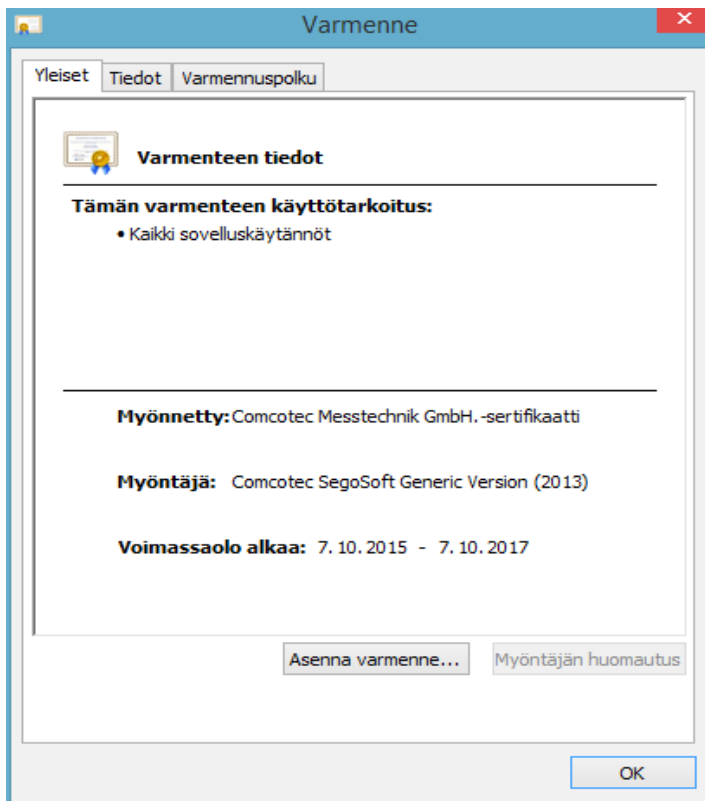 Varmenne
Yleiset
Tiedot
Varmennuspolku
Varmenteen tiedot
Tämän varmenteen käyttötarkoitus:
• Kaikki sovelluskäytännöt
Myönnetty: Comcotec Messtechnik GmbH.-sertifikaatti
Myöntäjä: Comcotec SegoSoft Generic Version (2013)
Voimassaolo alkaa: 7. 10. 2015 - 7. 10. 2017
Asenna varmenne...
Myöntäjän huomautus
OK